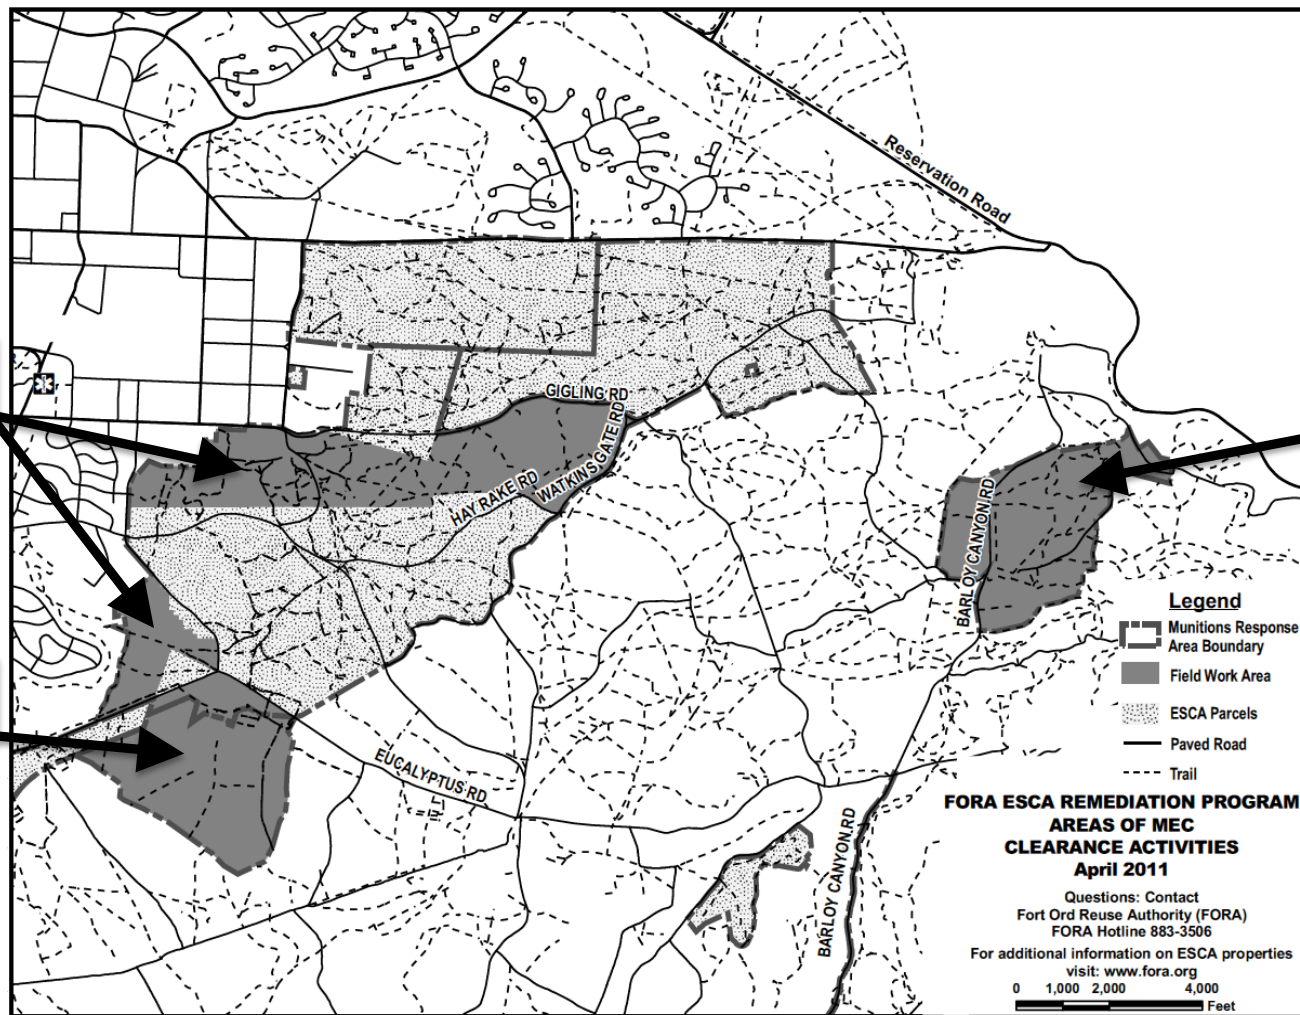 Reservation Road
GIGLING RD
WATKINS GATE RD
HAY RAKE RD
BARLOY CANYON RD
EUCALYPTUS RD
BARLOY CANYON RD
Legend
Munitions Response
Area Boundary
Field Work Area
ESCA Parcels
Paved Road
Trail
FORA ESCA REMEDIATION PROGRAM
AREAS OF MEC
CLEARANCE ACTIVITIES
April 2011
Questions: Contact
Fort Ord Reuse Authority (FORA)
FORA Hotline 883-3506
For additional information on ESCA properties
visit: www.fora.org
0 1,000 2,000 4,000
Feet